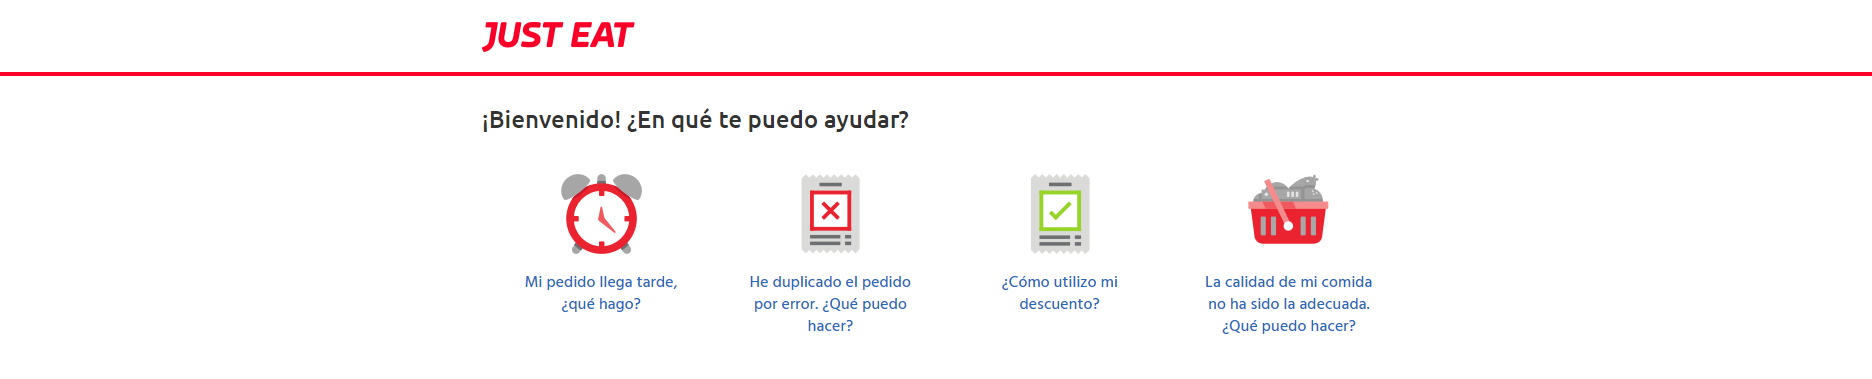 JUST EAT
¡Bienvenido! ¿En qué te puedo ayudar?
Mi pedido llega tarde,
¿qué hago?
He duplicado el pedido
por error. ¿Qué puedo
hacer?
¿Cómo utilizo mi
descuento?
La calidad de mi comida
no ha sido la adecuada.
¿Qué puedo hacer?